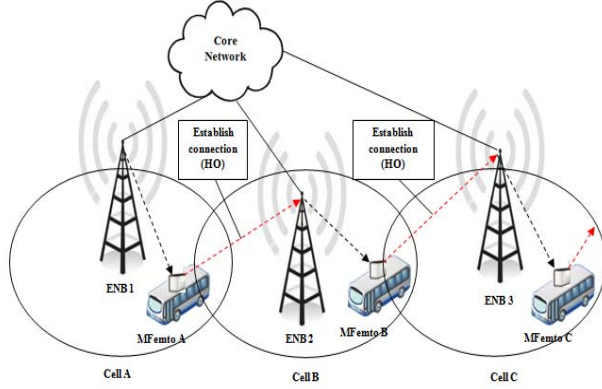 Core
Network
Establish
connection
(HO)
Establish
connection
(HO)
ENB 1
MFemto A
ENB 2
MFemto B
ENB 3
MFemto C
Cell A
Cell B
Cell C